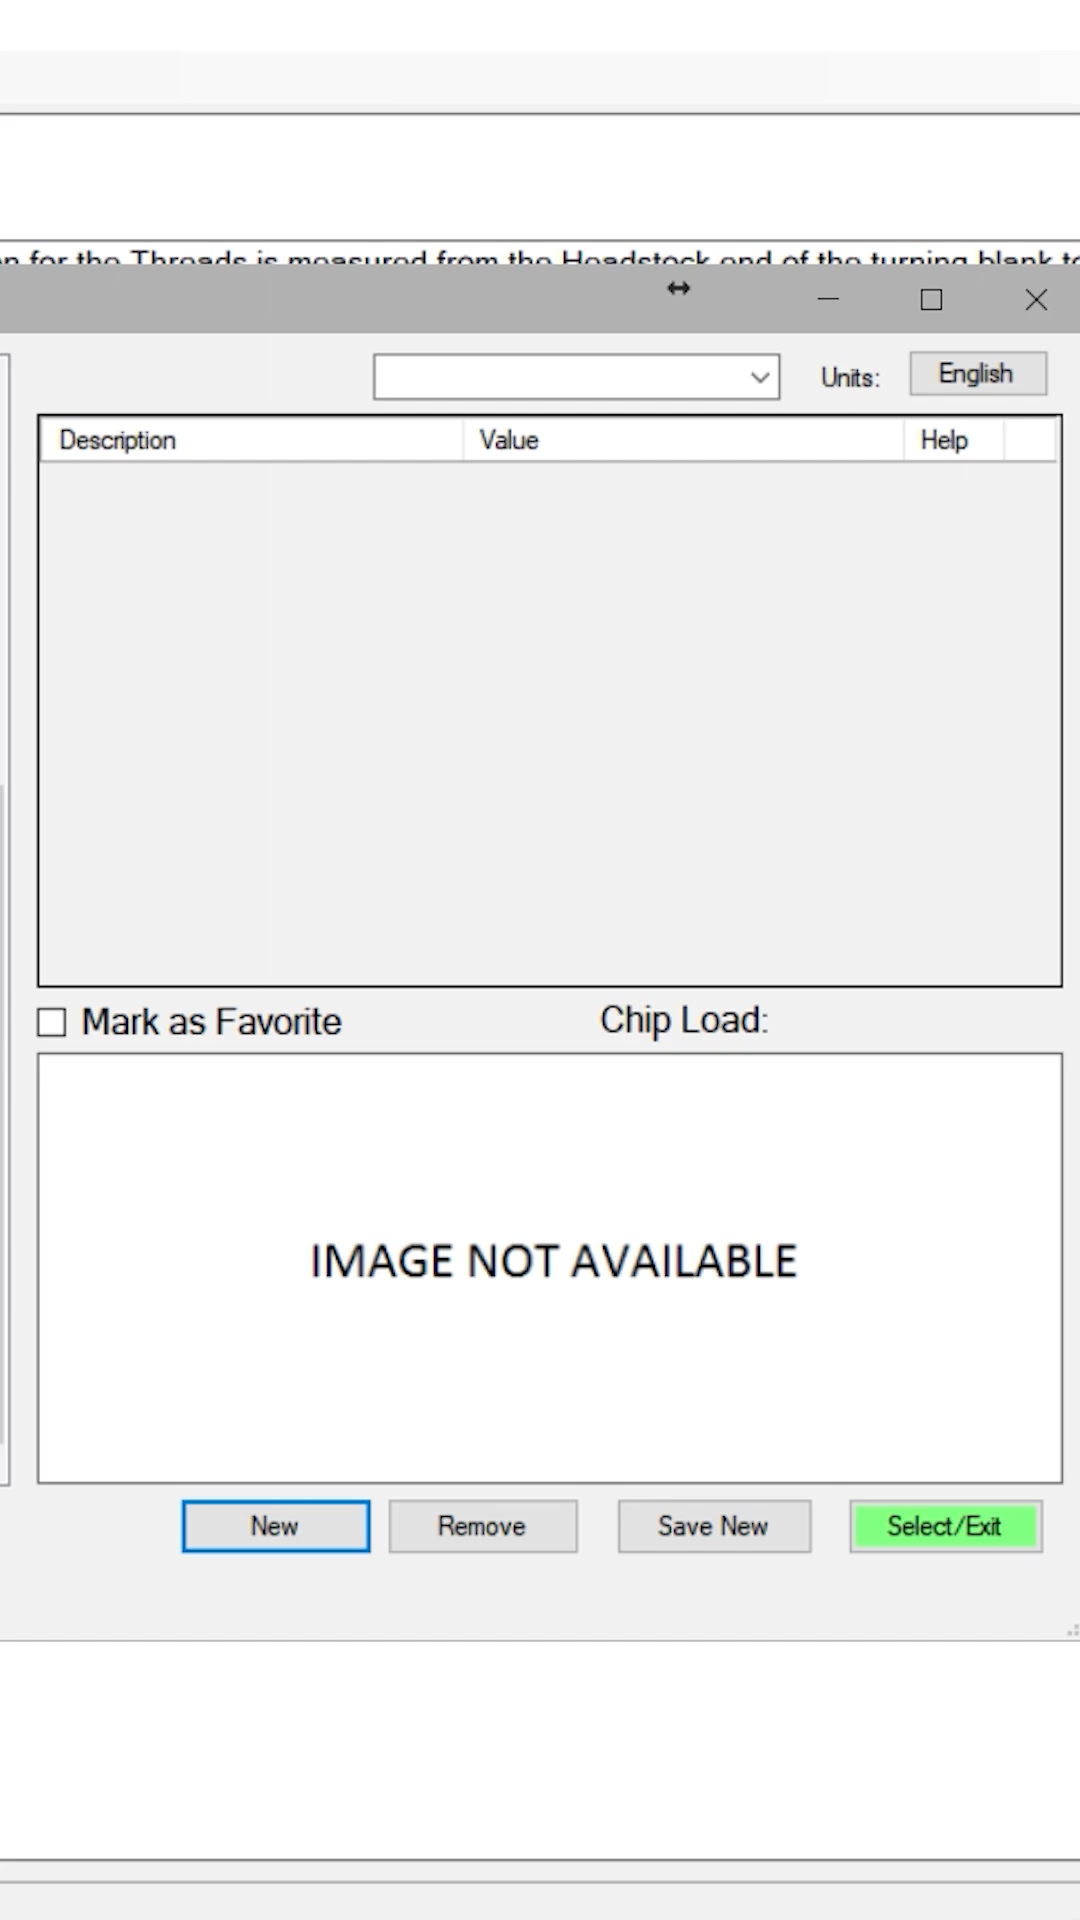 for the Threads is measured from the Headstock end of the turning blank
Units: English
Description Value Help
Mark as Favorite Chip Load:
IMAGE NOT AVAILABLE
New Remove Save New Select/Exit